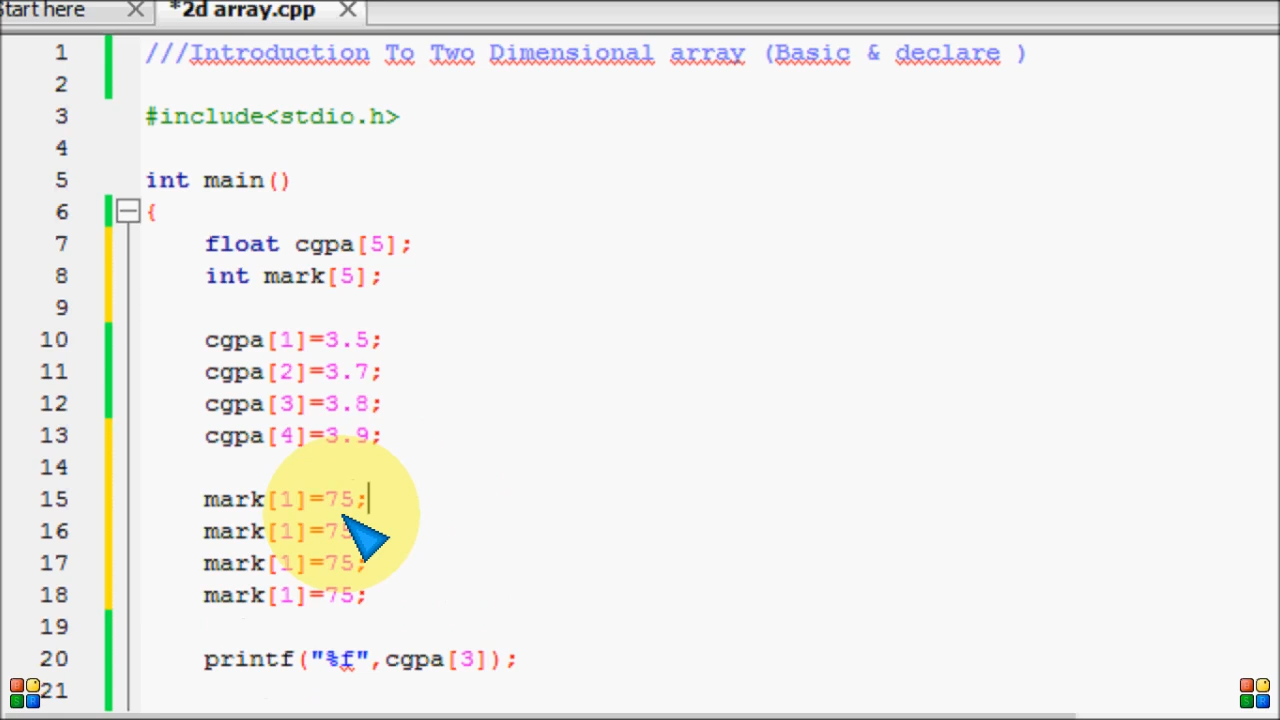 Start here
*2d array.cpp
1 ///Introduction To Two Dimensional array (Basic & declare )
2
3 #include<stdio.h>
4
5 int main()
6 {
7 float cgpa[5];
8 int mark[5];
9
10 cgpa[1]=3.5;
11 cgpa[2]=3.7;
12 cgpa[3]=3.8;
13 cgpa[4]=3.9;
14
15 mark[1]=75;
16 mark[1]=75
17 mark[1]=75;
18 mark[1]=75;
19
20 printf("%f",cgpa[3]);
21